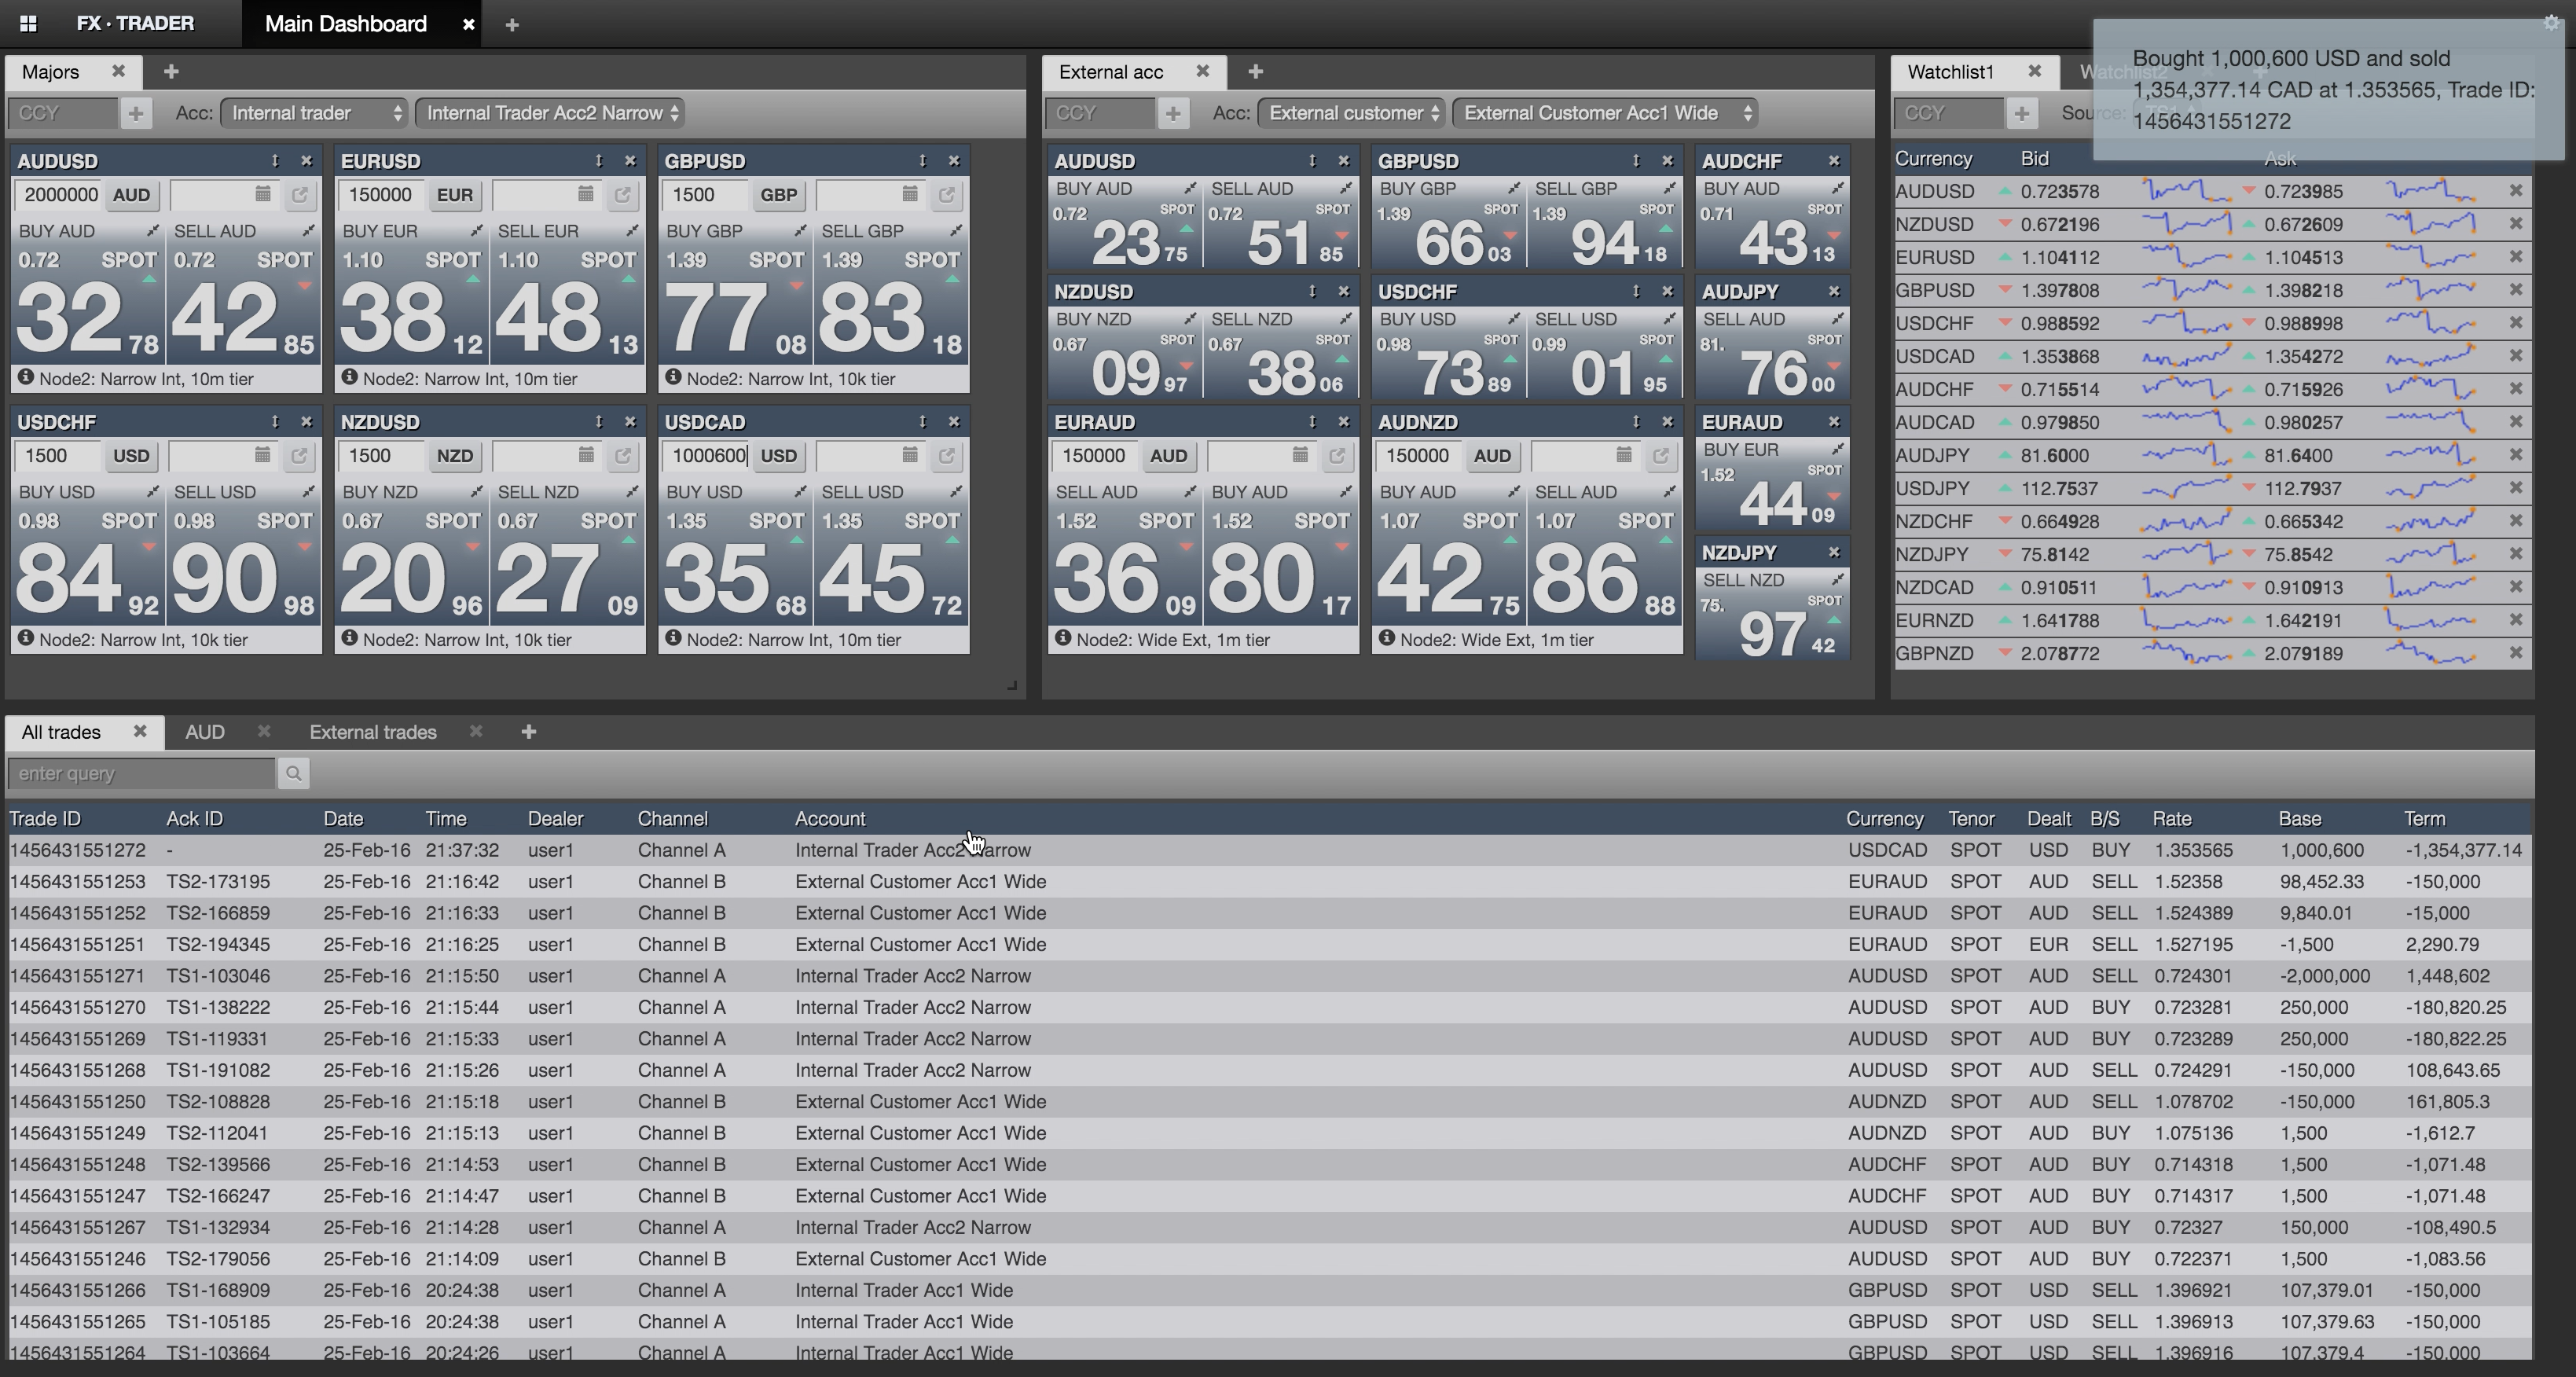 FX · TRADER
Main Dashboard
Bought 1,000,600 USD and sold
1,354,377.14 CAD at 1.353565, Trade ID:
1456431551272
Majors
CCY Acc: Internal trader Internal Trader Acc2 Narrow
AUDUSD
2000000 AUD
BUY AUD SELL AUD
0.72 SPOT 0.72 SPOT
32 78 42 85
Node2: Narrow Int, 10m tier
EURUSD
150000 EUR
BUY EUR SELL EUR
1.10 SPOT 1.10 SPOT
38 12 48 13
Node2: Narrow Int, 10m tier
GBPUSD
1500 GBP
BUY GBP SELL GBP
1.39 SPOT 1.39 SPOT
77 08 83 18
Node2: Narrow Int, 10k tier
USDCHF
1500 USD
BUY USD SELL USD
0.98 SPOT 0.98 SPOT
84 92 90 98
Node2: Narrow Int, 10k tier
NZDUSD
1500 NZD
BUY NZD SELL NZD
0.67 SPOT 0.67 SPOT
20 96 27 09
Node2: Narrow Int, 10k tier
USDCAD
1000600 USD
BUY USD SELL USD
1.35 SPOT 1.35 SPOT
35 68 45 72
Node2: Narrow Int, 10m tier
External acc
CCY Acc: External customer External Customer Acc1 Wide
AUDUSD
BUY AUD SELL AUD
0.72 SPOT 0.72 SPOT
23 75 51 85
GBPUSD
BUY GBP SELL GBP
1.39 SPOT 1.39 SPOT
66 03 94 18
AUDCHF
BUY AUD
0.71 SPOT
43 13
NZDUSD
BUY NZD SELL NZD
0.67 SPOT 0.67 SPOT
09 97 38 06
USDCHF
BUY USD SELL USD
0.98 SPOT 0.99 SPOT
73 89 01 95
AUDJPY
SELL AUD
81. SPOT
76 00
EURAUD
150000 AUD
SELL AUD BUY AUD
1.52 SPOT 1.52 SPOT
36 09 80 17
Node2: Wide Ext, 1m tier
AUDNZD
150000 AUD
BUY AUD SELL AUD
1.07 SPOT 1.07 SPOT
42 75 86 88
Node2: Wide Ext, 1m tier
EURAUD
BUY EUR
1.52 SPOT
44 09
NZDJPY
SELL NZD
75. SPOT
97 42
Watchlist1 Watchlist2
CCY Source: TS1
Currency Bid Ask
AUDUSD 0.723578 0.723985
NZDUSD 0.672196 0.672609
EURUSD 1.104112 1.104513
GBPUSD 1.397808 1.398218
USDCHF 0.988592 0.988998
USDCAD 1.353868 1.354272
AUDCHF 0.715514 0.715926
AUDCAD 0.979850 0.980257
AUDJPY 81.6000 81.6400
USDJPY 112.7537 112.7937
NZDCHF 0.664928 0.665342
NZDJPY 75.8142 75.8542
NZDCAD 0.910511 0.910913
EURNZD 1.641788 1.642191
GBPNZD 2.078772 2.079189
All trades AUD External trades
enter query
Trade ID Ack ID Date Time Dealer Channel Account Currency Tenor Dealt B/S Rate Base Term
1456431551272 - 25-Feb-16 21:37:32 user1 Channel A Internal Trader Acc2 Narrow USDCAD SPOT USD BUY 1.353565 1,000,600 -1,354,377.14
1456431551253 TS2-173195 25-Feb-16 21:16:42 user1 Channel B External Customer Acc1 Wide EURAUD SPOT AUD SELL 1.52358 98,452.33 -150,000
1456431551252 TS2-166859 25-Feb-16 21:16:33 user1 Channel B External Customer Acc1 Wide EURAUD SPOT AUD SELL 1.524389 9,840.01 -15,000
1456431551251 TS2-194345 25-Feb-16 21:16:25 user1 Channel B External Customer Acc1 Wide EURAUD SPOT EUR SELL 1.527195 -1,500 2,290.79
1456431551271 TS1-103046 25-Feb-16 21:15:50 user1 Channel A Internal Trader Acc2 Narrow AUDUSD SPOT AUD SELL 0.724301 -2,000,000 1,448,602
1456431551270 TS1-138222 25-Feb-16 21:15:44 user1 Channel A Internal Trader Acc2 Narrow AUDUSD SPOT AUD BUY 0.723281 250,000 -180,820.25
1456431551269 TS1-119331 25-Feb-16 21:15:33 user1 Channel A Internal Trader Acc2 Narrow AUDUSD SPOT AUD BUY 0.723289 250,000 -180,822.25
1456431551268 TS1-191082 25-Feb-16 21:15:26 user1 Channel A Internal Trader Acc2 Narrow AUDUSD SPOT AUD SELL 0.724291 -150,000 108,643.65
1456431551250 TS2-108828 25-Feb-16 21:15:18 user1 Channel B External Customer Acc1 Wide AUDNZD SPOT AUD SELL 1.078702 -150,000 161,805.3
1456431551249 TS2-112041 25-Feb-16 21:15:13 user1 Channel B External Customer Acc1 Wide AUDNZD SPOT AUD BUY 1.075136 1,500 -1,612.7
1456431551248 TS2-139566 25-Feb-16 21:14:53 user1 Channel B External Customer Acc1 Wide AUDCHF SPOT AUD BUY 0.714318 1,500 -1,071.48
1456431551247 TS2-166247 25-Feb-16 21:14:47 user1 Channel B External Customer Acc1 Wide AUDCHF SPOT AUD BUY 0.714317 1,500 -1,071.48
1456431551267 TS1-132934 25-Feb-16 21:14:28 user1 Channel A Internal Trader Acc2 Narrow AUDUSD SPOT AUD BUY 0.72327 150,000 -108,490.5
1456431551246 TS2-179056 25-Feb-16 21:14:09 user1 Channel B External Customer Acc1 Wide AUDUSD SPOT AUD BUY 0.722371 1,500 -1,083.56
1456431551266 TS1-168909 25-Feb-16 20:24:38 user1 Channel A Internal Trader Acc1 Wide GBPUSD SPOT USD SELL 1.396921 107,379.01 -150,000
1456431551265 TS1-105185 25-Feb-16 20:24:38 user1 Channel A Internal Trader Acc1 Wide GBPUSD SPOT USD SELL 1.396913 107,379.63 -150,000
1456431551264 TS1-103664 25-Feb-16 20:24:26 user1 Channel A Internal Trader Acc1 Wide GBPUSD SPOT USD SELL 1.396916 107,379.4 -150,000